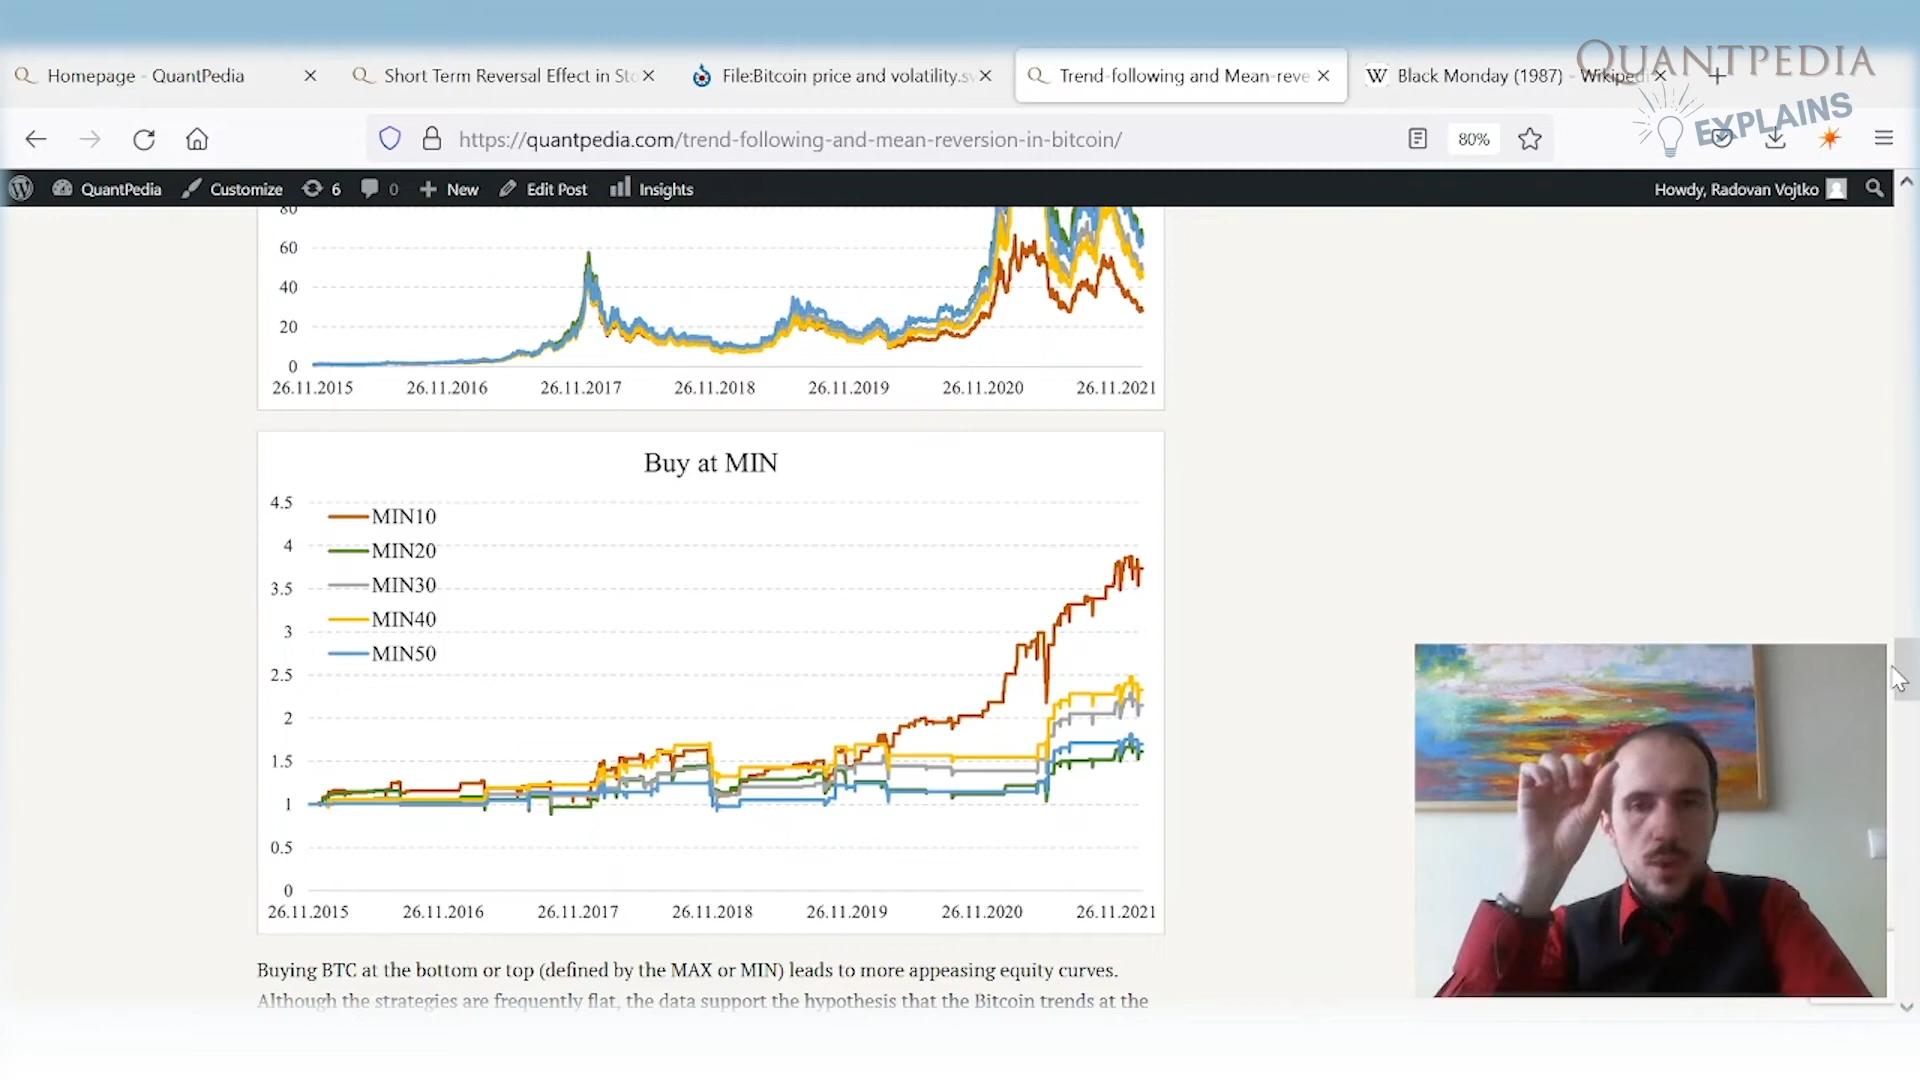 QUANTPEDIA
EXPLAINS
Homepage - QuantPedia
Short Term Reversal Effect in Sto
File:Bitcoin price and volatility.sv
Trend-following and Mean-reve
Black Monday (1987) - Wikipedi
https://quantpedia.com/trend-following-and-mean-reversion-in-bitcoin/
80%
QuantPedia Customize 6 0 New Edit Post Insights Howdy, Radovan Vojtko
80
60
40
20
0
26.11.2015 26.11.2016 26.11.2017 26.11.2018 26.11.2019 26.11.2020 26.11.2021
Buy at MIN
4.5
4
3.5
3
2.5
2
1.5
1
0.5
0
MIN10
MIN20
MIN30
MIN40
MIN50
26.11.2015 26.11.2016 26.11.2017 26.11.2018 26.11.2019 26.11.2020 26.11.2021
Buying BTC at the bottom or top (defined by the MAX or MIN) leads to more appeasing equity curves.
Although the strategies are frequently flat, the data support the hypothesis that the Bitcoin trends at the